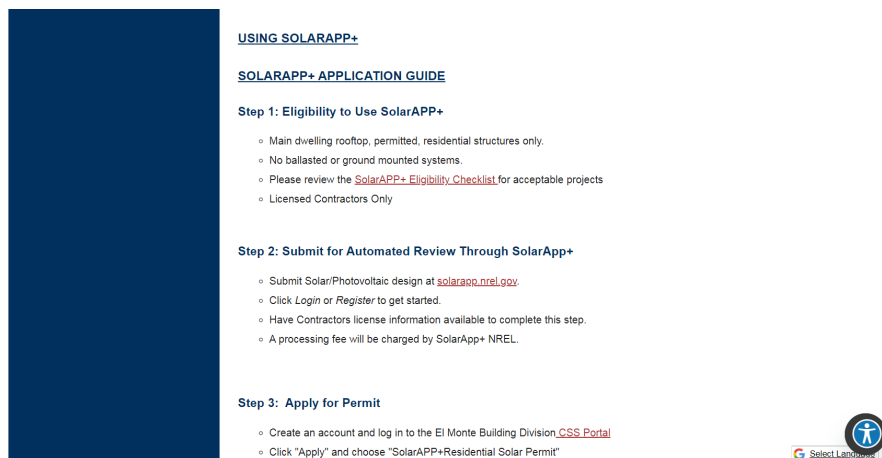 USING SOLARAPP+
SOLARAPP+ APPLICATION GUIDE
Step 1: Eligibility to Use SolarAPP+
Main dwelling rooftop, permitted, residential structures only.
No ballasted or ground mounted systems.
Please review the SolarAPP+ Eligibility Checklist for acceptable projects
Licensed Contractors Only
Step 2: Submit for Automated Review Through SolarApp+
Submit Solar/Photovoltaic design at solarapp.nrel.gov.
Click Login or Register to get started.
Have Contractors license information available to complete this step.
A processing fee will be charged by SolarApp+ NREL.
Step 3:  Apply for Permit
Create an account and log in to the El Monte Building Division CSS Portal
Click "Apply" and choose "SolarAPP+Residential Solar Permit"
Select Language